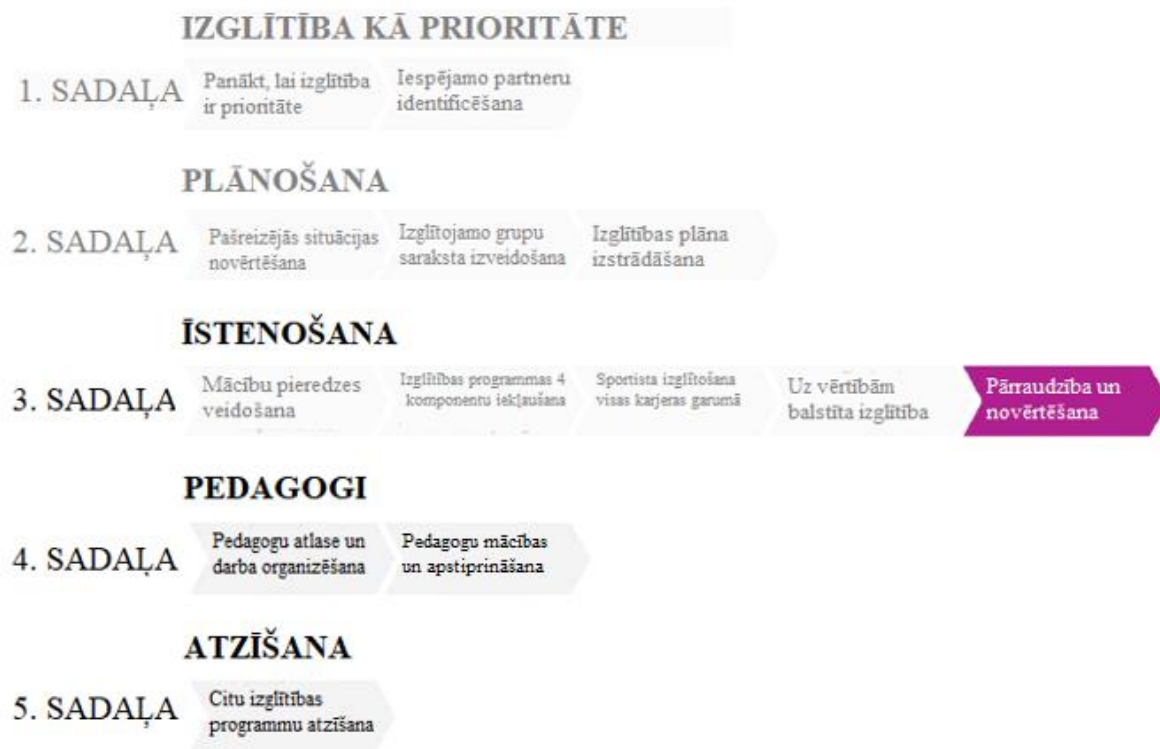 IZGLĪTĪBA KĀ PRIORITĀTE
1. SADAĻA
Panākt, lai izglītība
ir prioritāte
Iespējamo partneru
identificēšana
PLĀNOŠANA
2. SADAĻA
Pašreizējās situācijas
novērtēšana
Izglītojamo grupu
saraksta izveidošana
Izglītības plāna
izstrādāšana
ĪSTENOŠANA
3. SADAĻA
Mācību pieredzes
veidošana
Izglītības programmas 4
komponentu iekļaušana
Sportista izglītošana
visas karjeras garumā
Uz vērtībām
balstīta izglītība
Pārraudzība un
novērtēšana
PEDAGOGI
4. SADAĻA
Pedagogu atlase un
darba organizēšana
Pedagogu mācības
un apstiprināšana
ATZĪŠANA
5. SADAĻA
Citu izglītības
programmu atzīšana